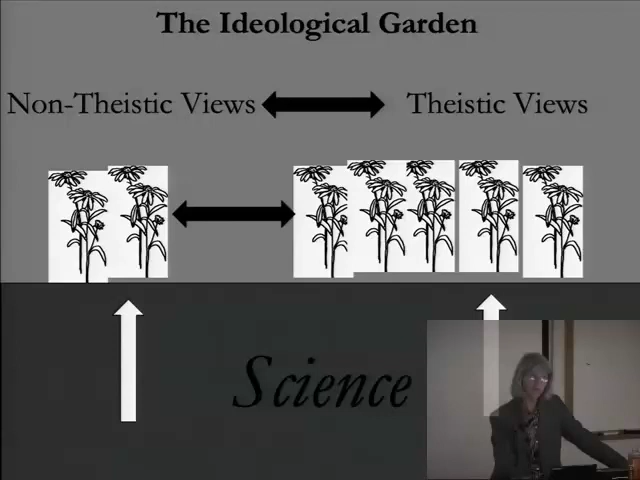 The Ideological Garden
Non-Theistic Views
Theistic Views
Science